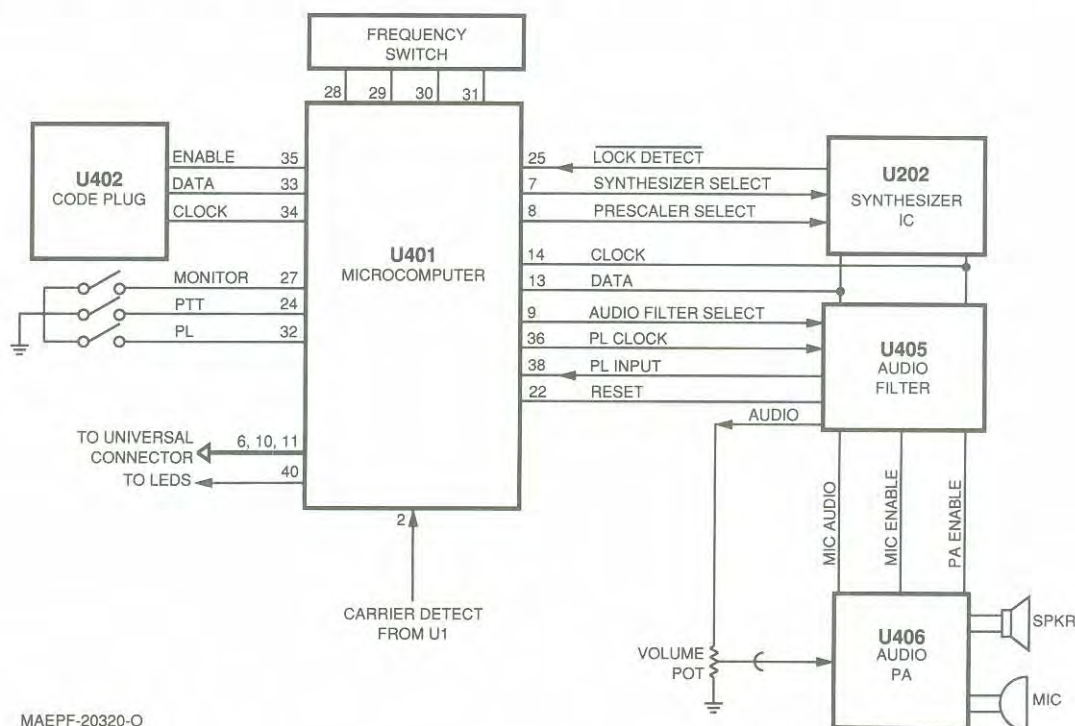 FREQUENCY
SWITCH
28 29 30 31
U402
CODE PLUG
ENABLE 35
DATA 33
CLOCK 34
MONITOR 27
PTT 24
PL 32
TO UNIVERSAL
CONNECTOR
6, 10, 11
TO LEDS
40
U401
MICROCOMPUTER
2
CARRIER DETECT
FROM U1
25 LOCK DETECT
7 SYNTHESIZER SELECT
8 PRESCALER SELECT
14 CLOCK
13 DATA
9 AUDIO FILTER SELECT
36 PL CLOCK
38 PL INPUT
22 RESET
AUDIO
U202
SYNTHESIZER
IC
U405
AUDIO
FILTER
MIC AUDIO
MIC ENABLE
PA ENABLE
VOLUME
POT
U406
AUDIO
PA
SPKR
MIC
MAEPF-20320-O